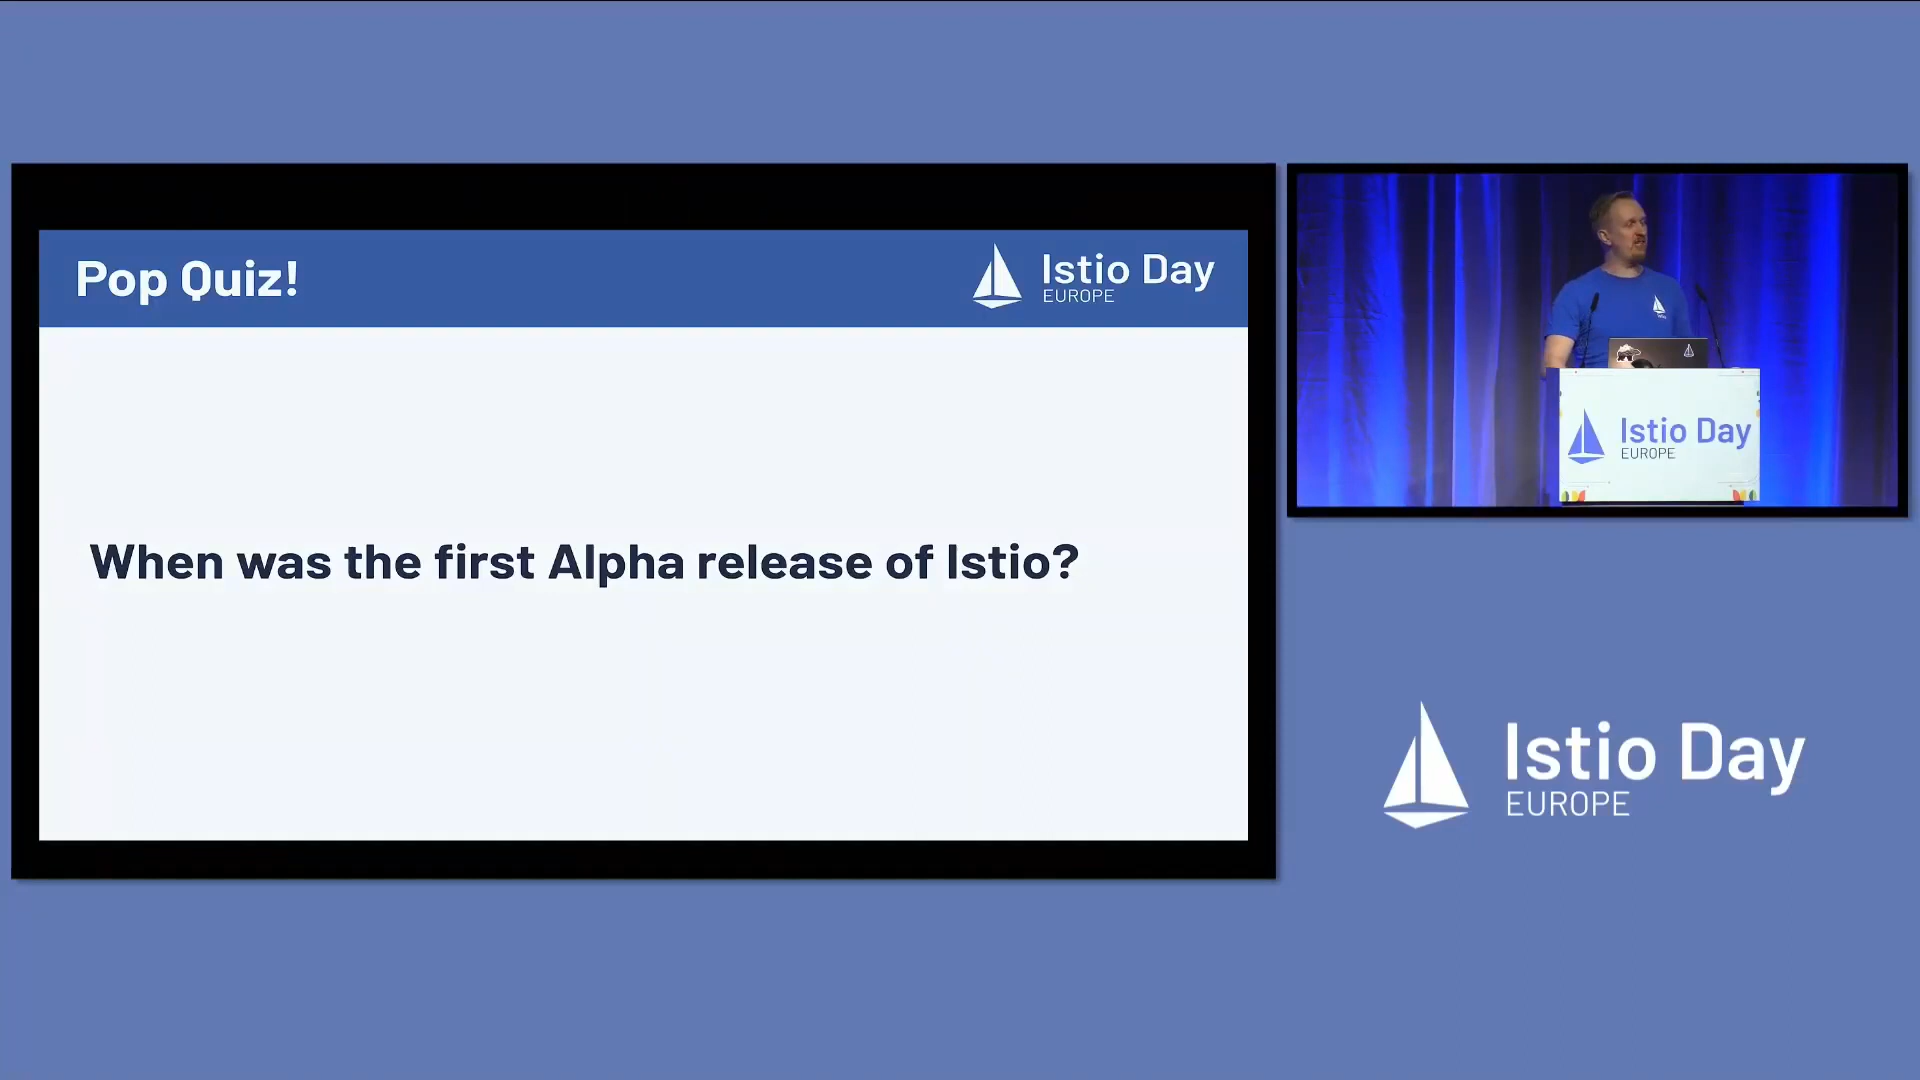 Pop Quiz!
Istio Day
EUROPE
When was the first Alpha release of Istio?
Istio Day
EUROPE
Istio Day
EUROPE